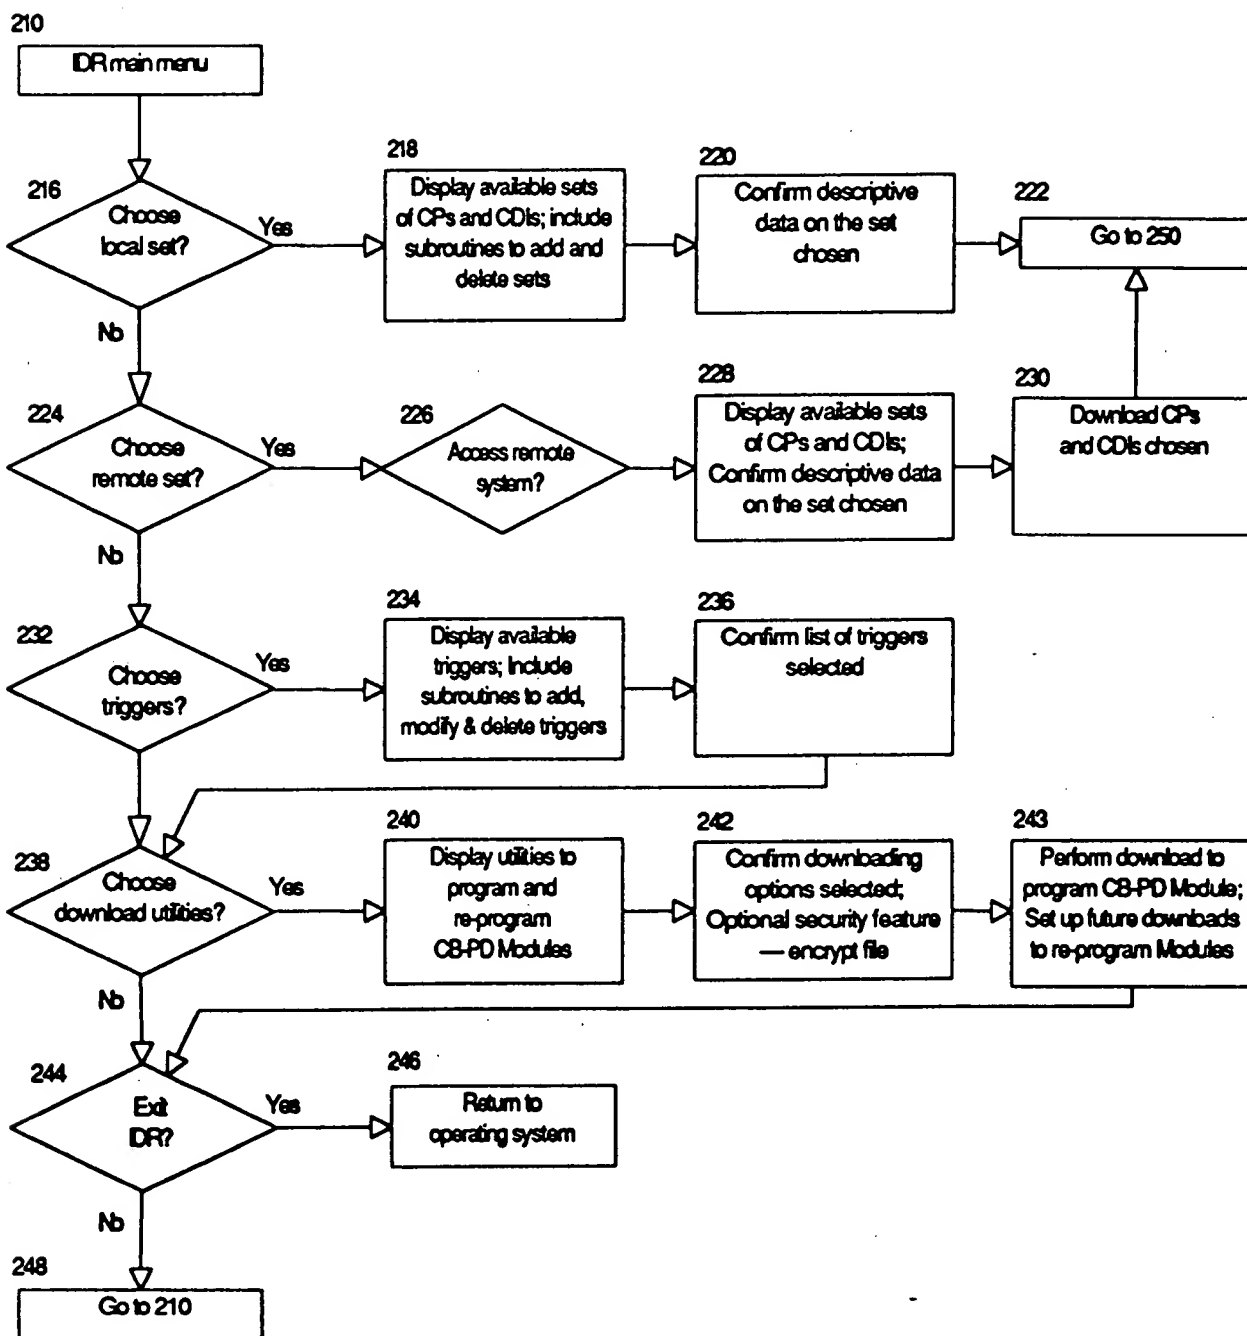 210
IDR main menu
216
Choose
local set?
Yes
No
218
Display available sets
of CPs and CDIs; include
subroutines to add and
delete sets
220
Confirm descriptive
data on the set
chosen
222
Go to 250
224
Choose
remote set?
Yes
No
226
Access remote
system?
228
Display available sets
of CPs and CDIs;
Confirm descriptive data
on the set chosen
230
Download CPs
and CDIs chosen
232
Choose
triggers?
Yes
234
Display available
triggers; Include
subroutines to add,
modify & delete triggers
236
Confirm list of triggers
selected
238
Choose
download utilities?
Yes
No
240
Display utilities to
program and
re-program
CB-PD Modules
242
Confirm downloading
options selected;
Optional security feature
— encrypt file
243
Perform download to
program CB-PD Module;
Set up future downloads
to re-program Modules
244
Exit
IDR?
Yes
No
246
Return to
operating system
248
Go to 210